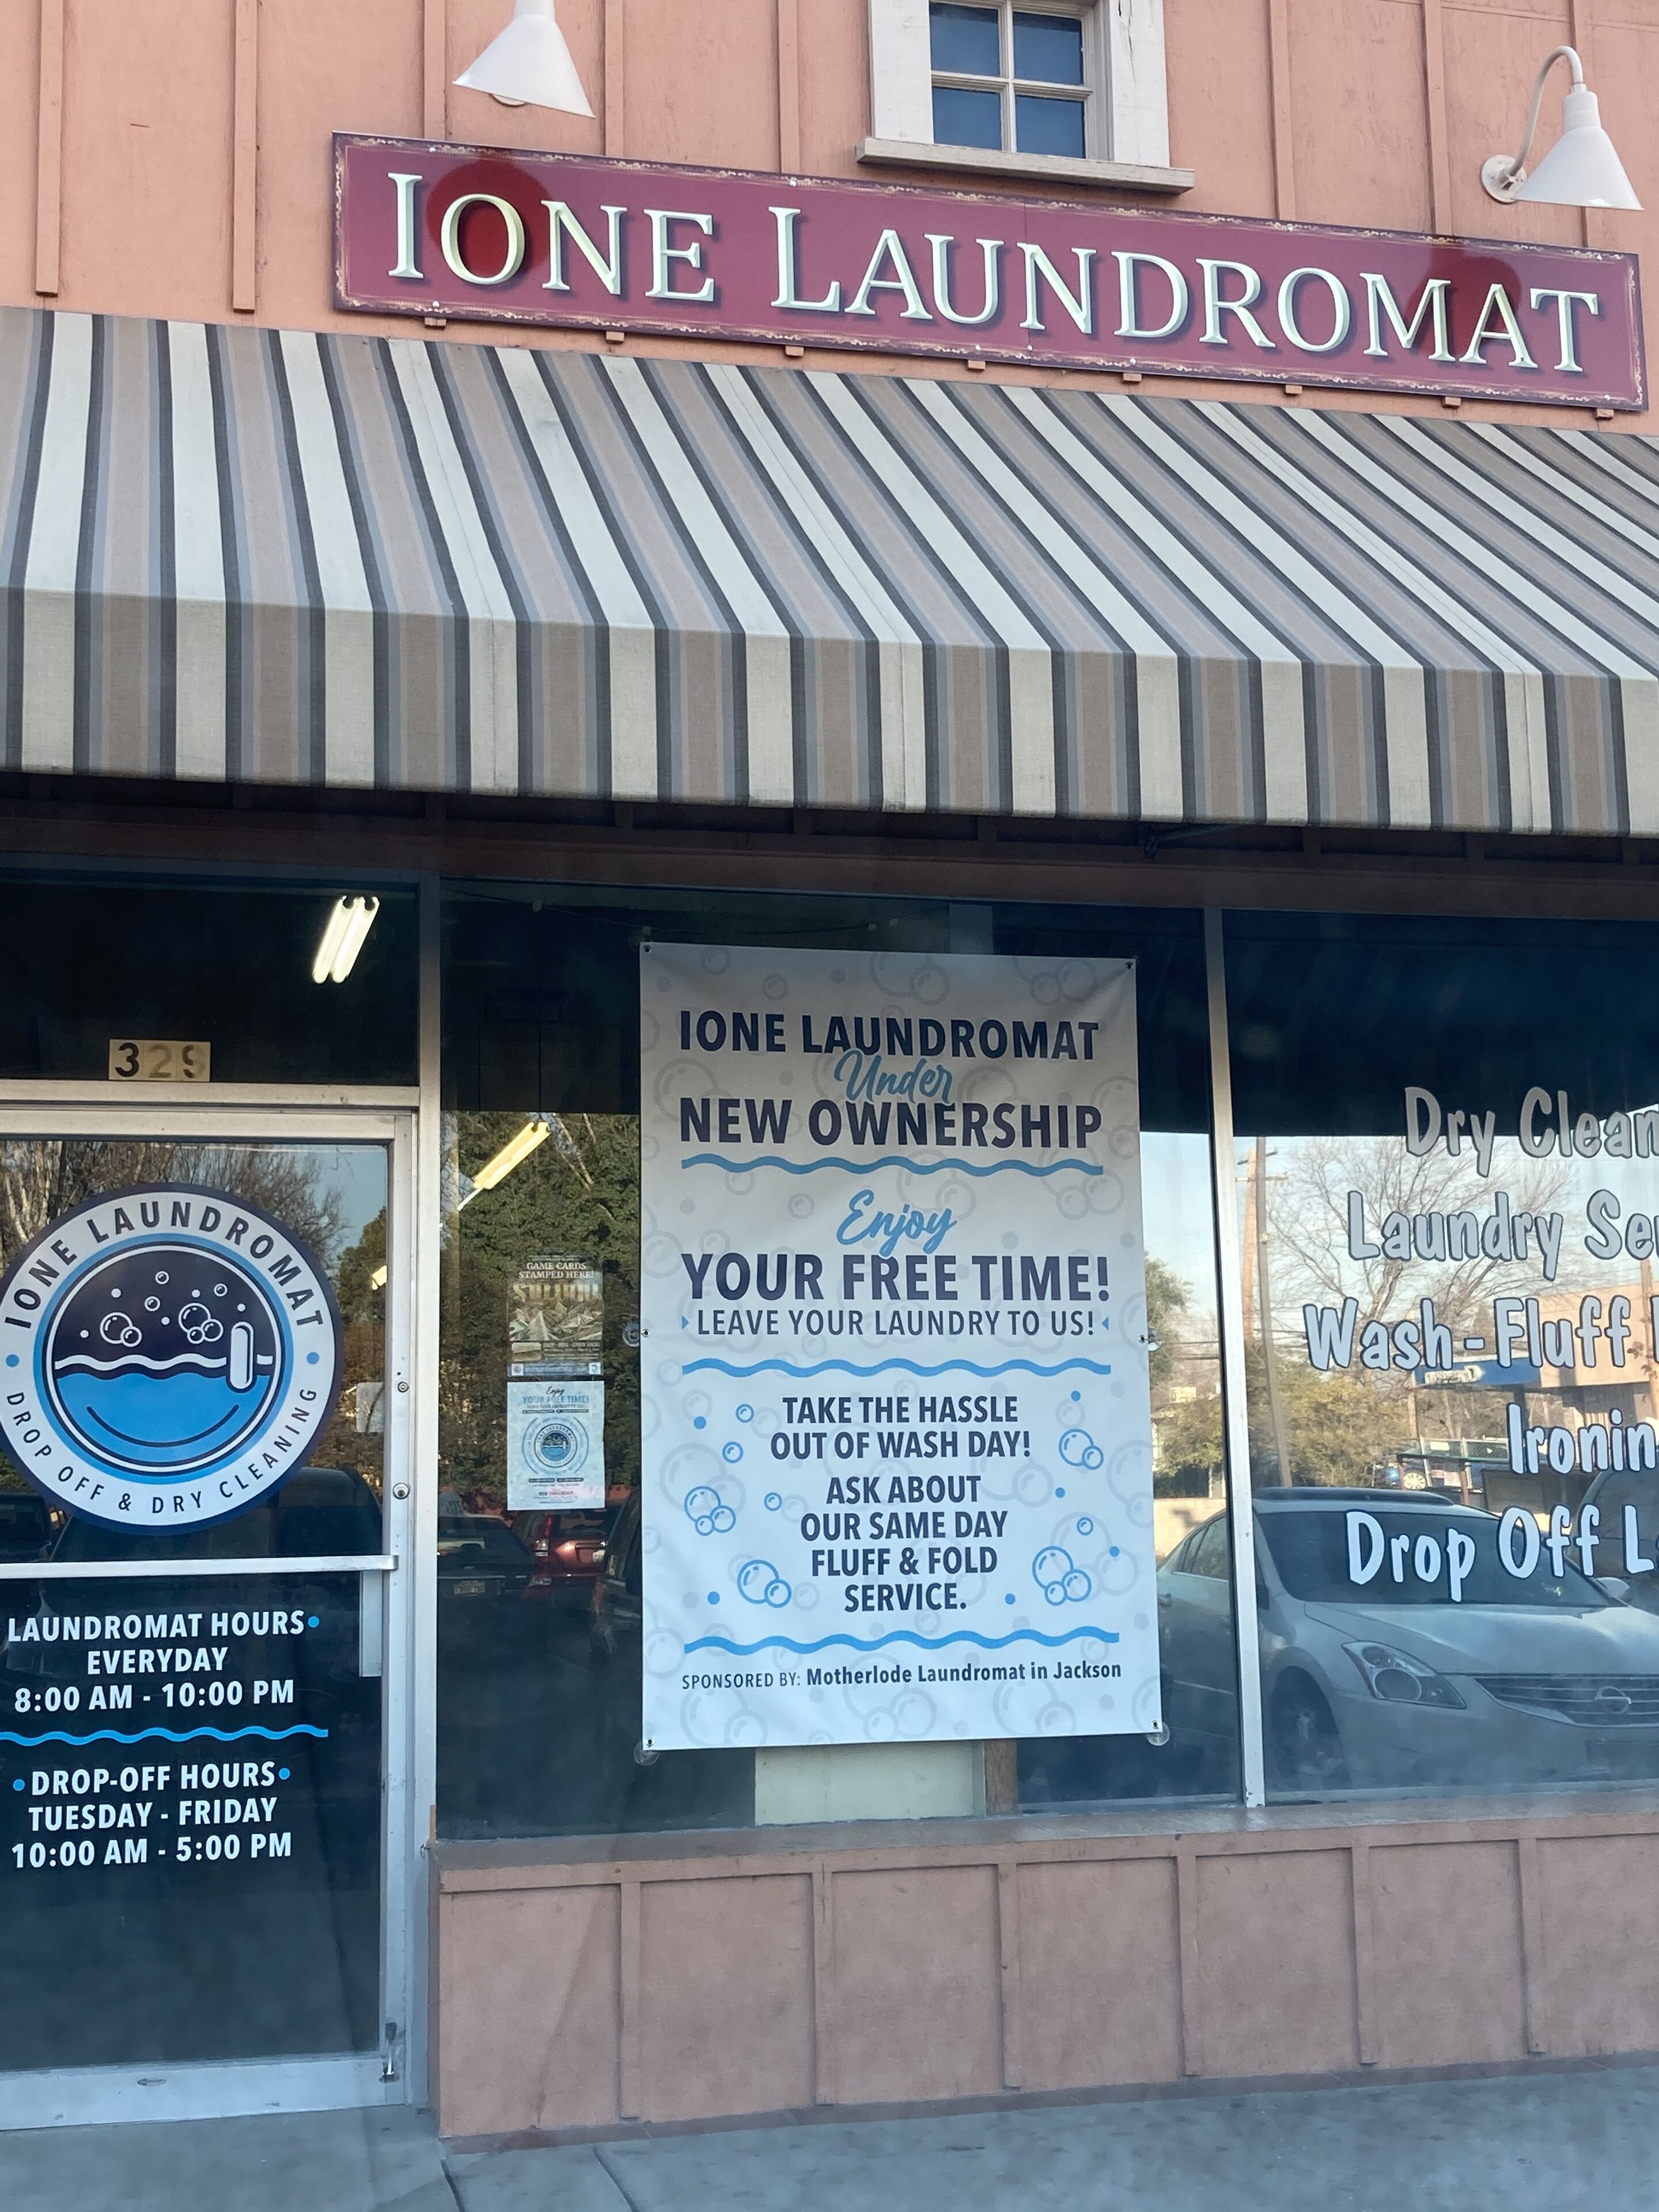 IONE LAUNDROMAT
329
IONE LAUNDROMAT
DROP OFF & DRY CLEANING
LAUNDROMAT HOURS
EVERYDAY
8:00 AM - 10:00 PM
DROP-OFF HOURS
TUESDAY - FRIDAY
10:00 AM - 5:00 PM
GAME CARDS
STAMPED HERE!
Enjoy
YOUR FREE TIME!
IONE LAUNDROMAT
Under
NEW OWNERSHIP
Enjoy
YOUR FREE TIME!
LEAVE YOUR LAUNDRY TO US!
TAKE THE HASSLE
OUT OF WASH DAY!
ASK ABOUT
OUR SAME DAY
FLUFF & FOLD
SERVICE.
SPONSORED BY: Motherlode Laundromat in Jackson
Dry Clean
Laundry Se
Wash-Fluff
Ironin
Drop Off L